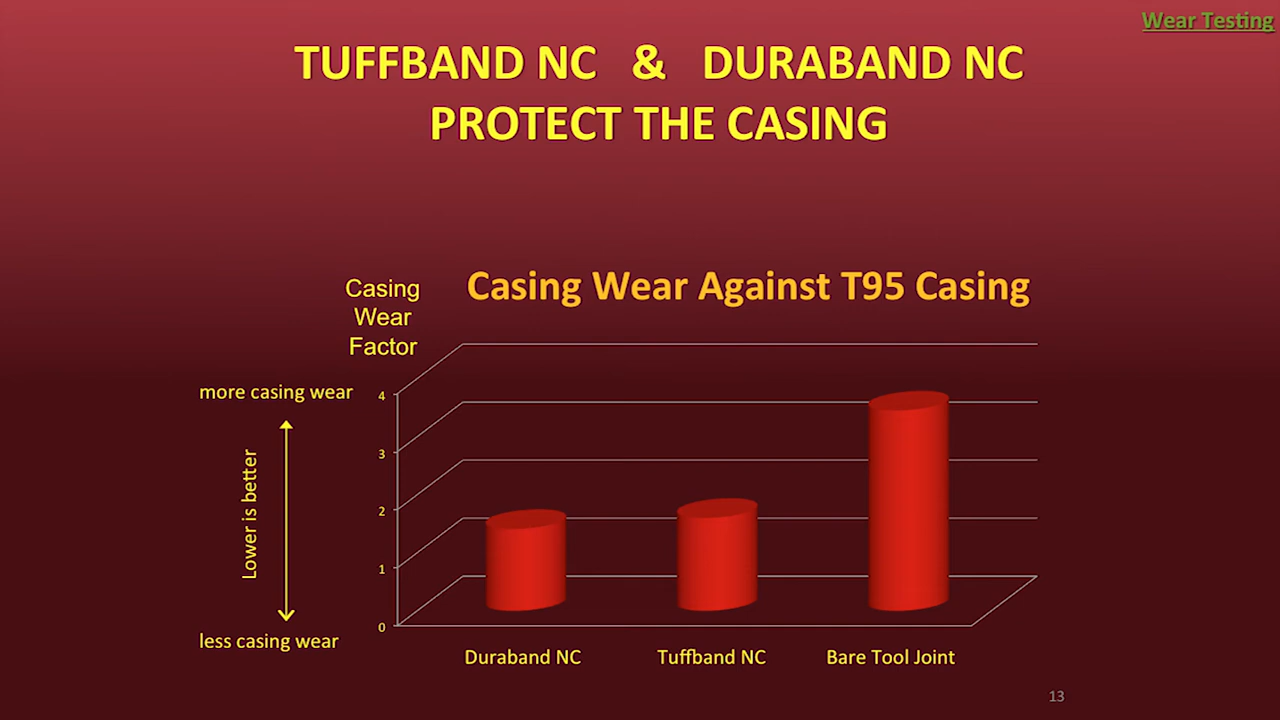 Wear Testing
TUFFBAND NC & DURABAND NC
PROTECT THE CASING
Casing Wear Against T95 Casing
Casing
Wear
Factor
more casing wear
Lower is better
less casing wear
4
3
2
1
0
Duraband NC
Tuffband NC
Bare Tool Joint
13